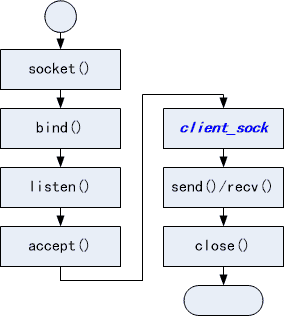 socket()
bind()
listen()
accept()
client_sock
send()/recv()
close()